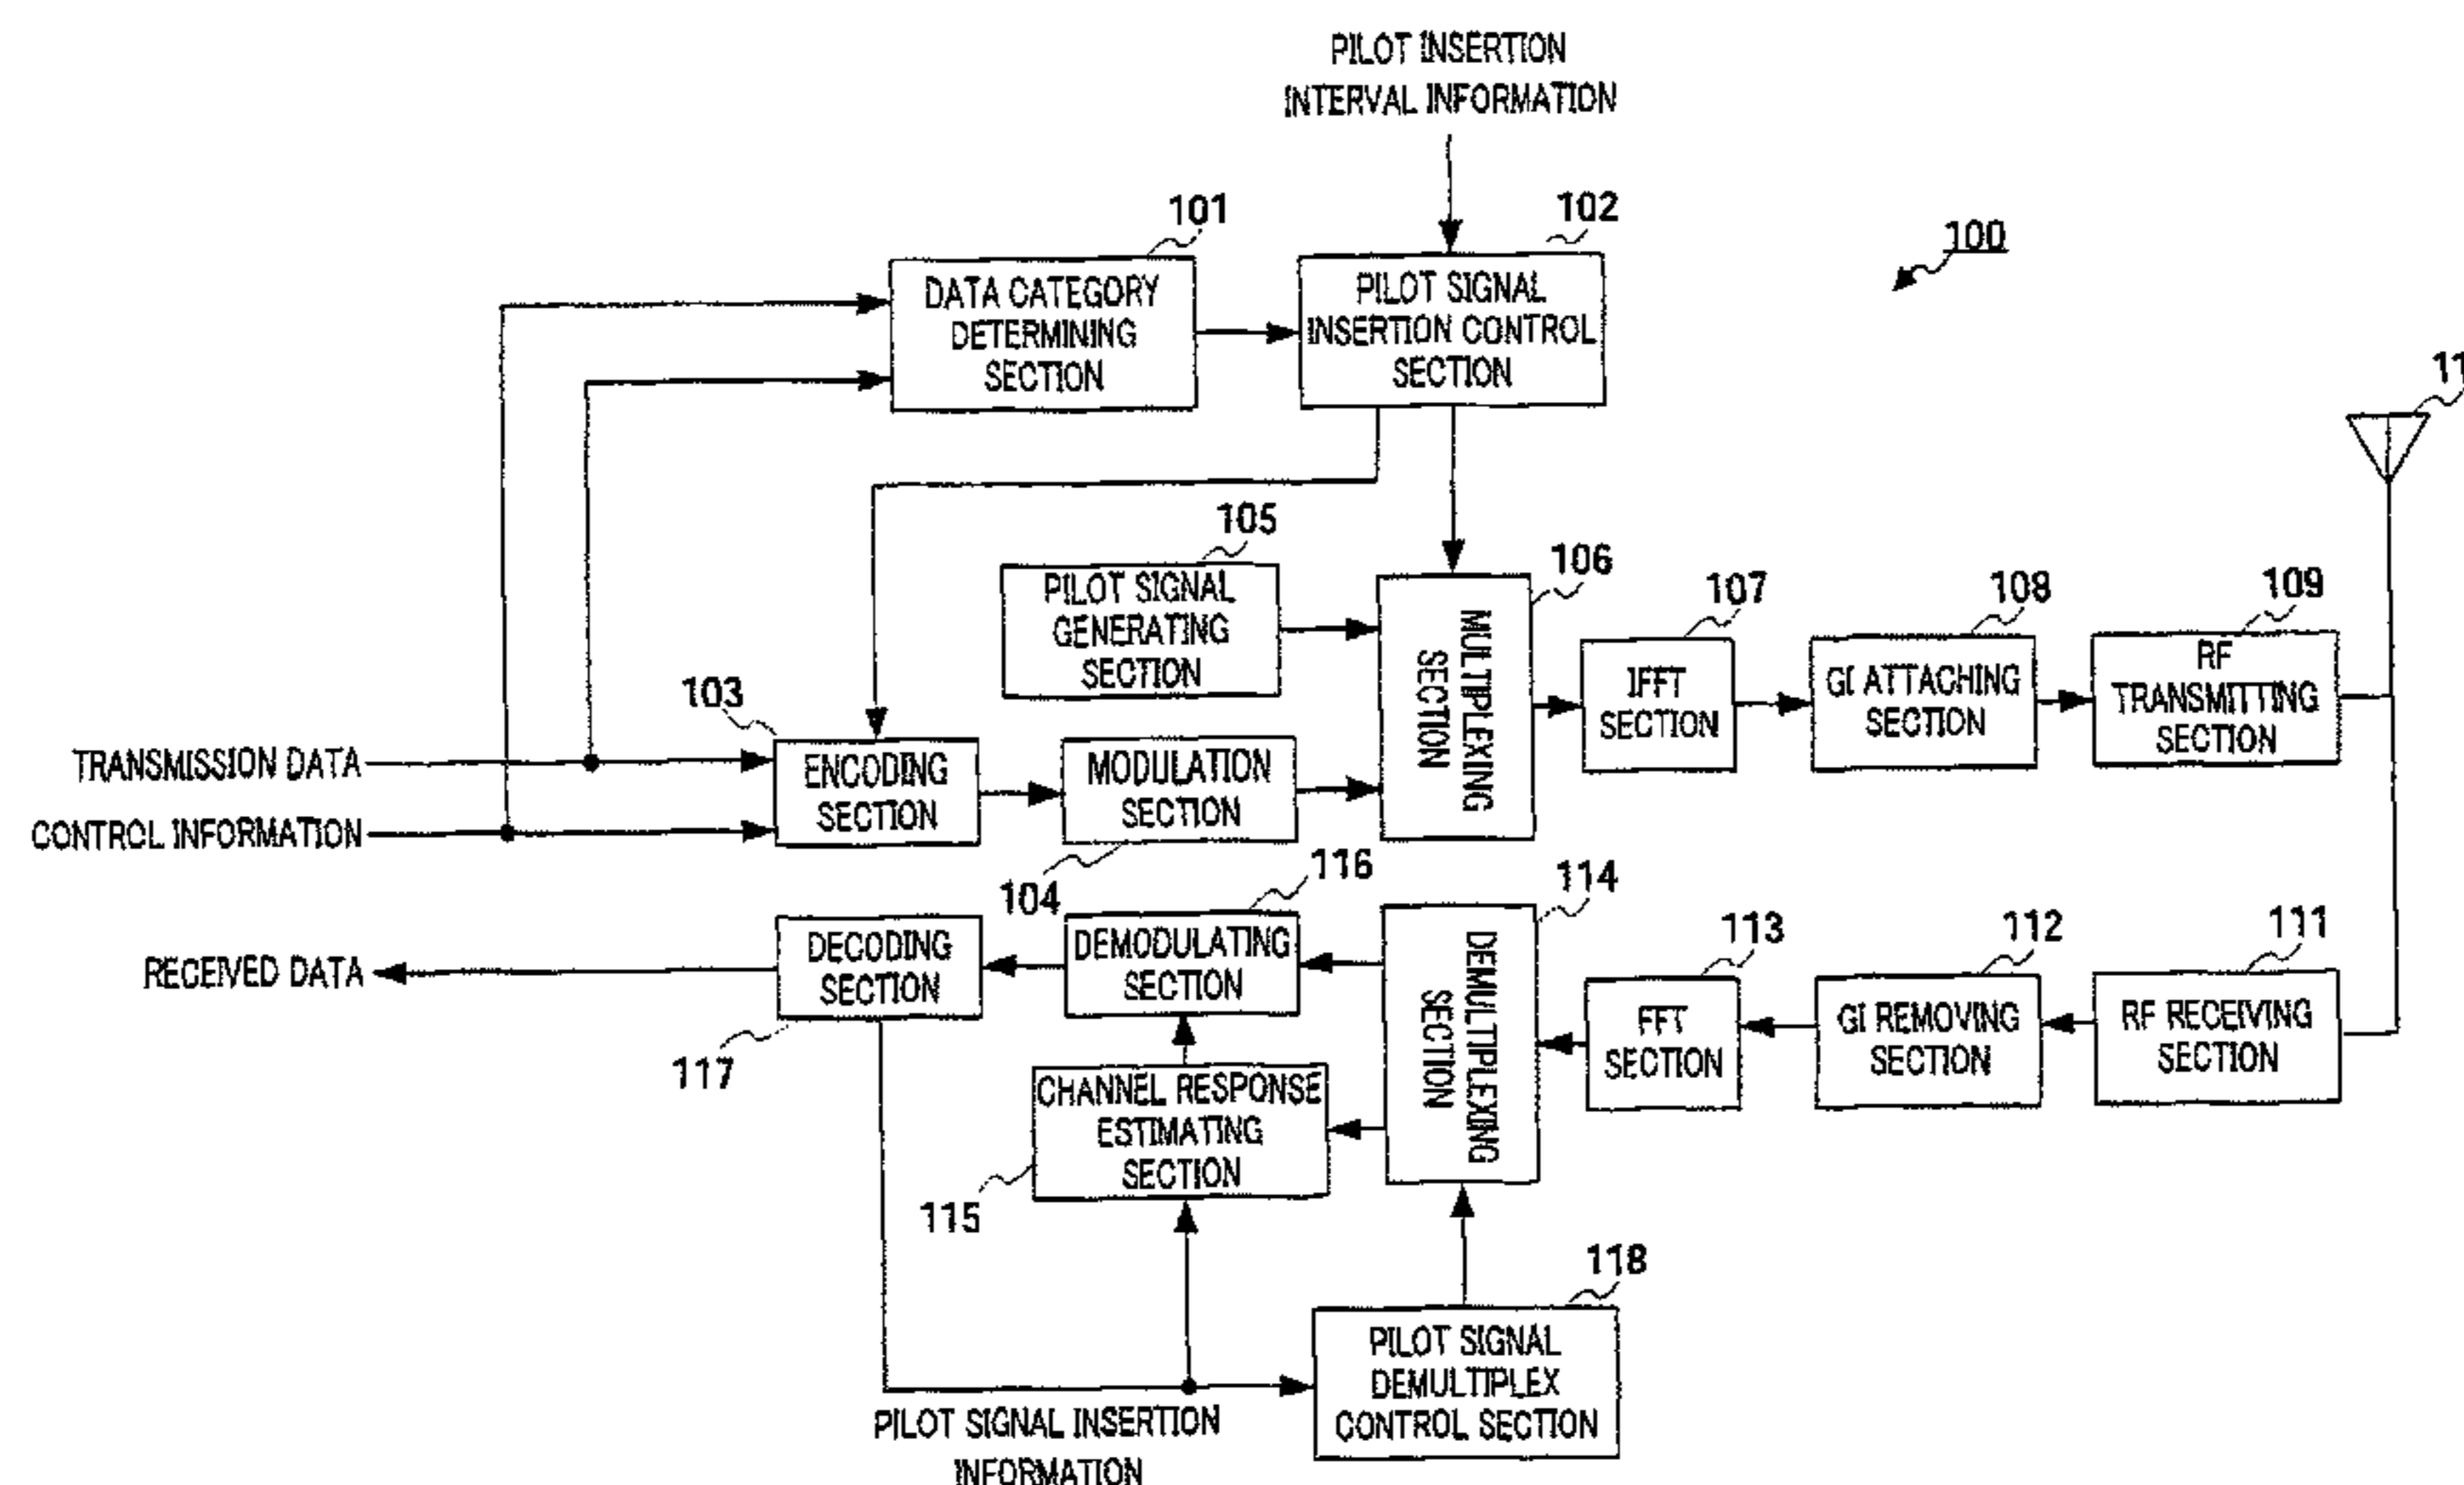 PILOT INSERTION
INTERVAL INFORMATION
101
102
100
DATA CATEGORY
DETERMINING
SECTION
PILOT SIGNAL
INSERTION CONTROL
SECTION
105
PILOT SIGNAL
GENERATING
SECTION
106
MULTIPLEXING
SECTION
107
IFFT
SECTION
108
GI ATTACHING
SECTION
109
RF
TRANSMITTING
SECTION
103
TRANSMISSION DATA
CONTROL INFORMATION
ENCODING
SECTION
MODULATION
SECTION
104
116
114
113
112
111
RECEIVED DATA
DECODING
SECTION
DEMODULATING
SECTION
DEMULTIPLEXING
SECTION
FFT
SECTION
GI REMOVING
SECTION
RF RECEIVING
SECTION
117
CHANNEL RESPONSE
ESTIMATING
SECTION
115
118
PILOT SIGNAL
DEMULTIPLEX
CONTROL SECTION
PILOT SIGNAL INSERTION
INFORMATION